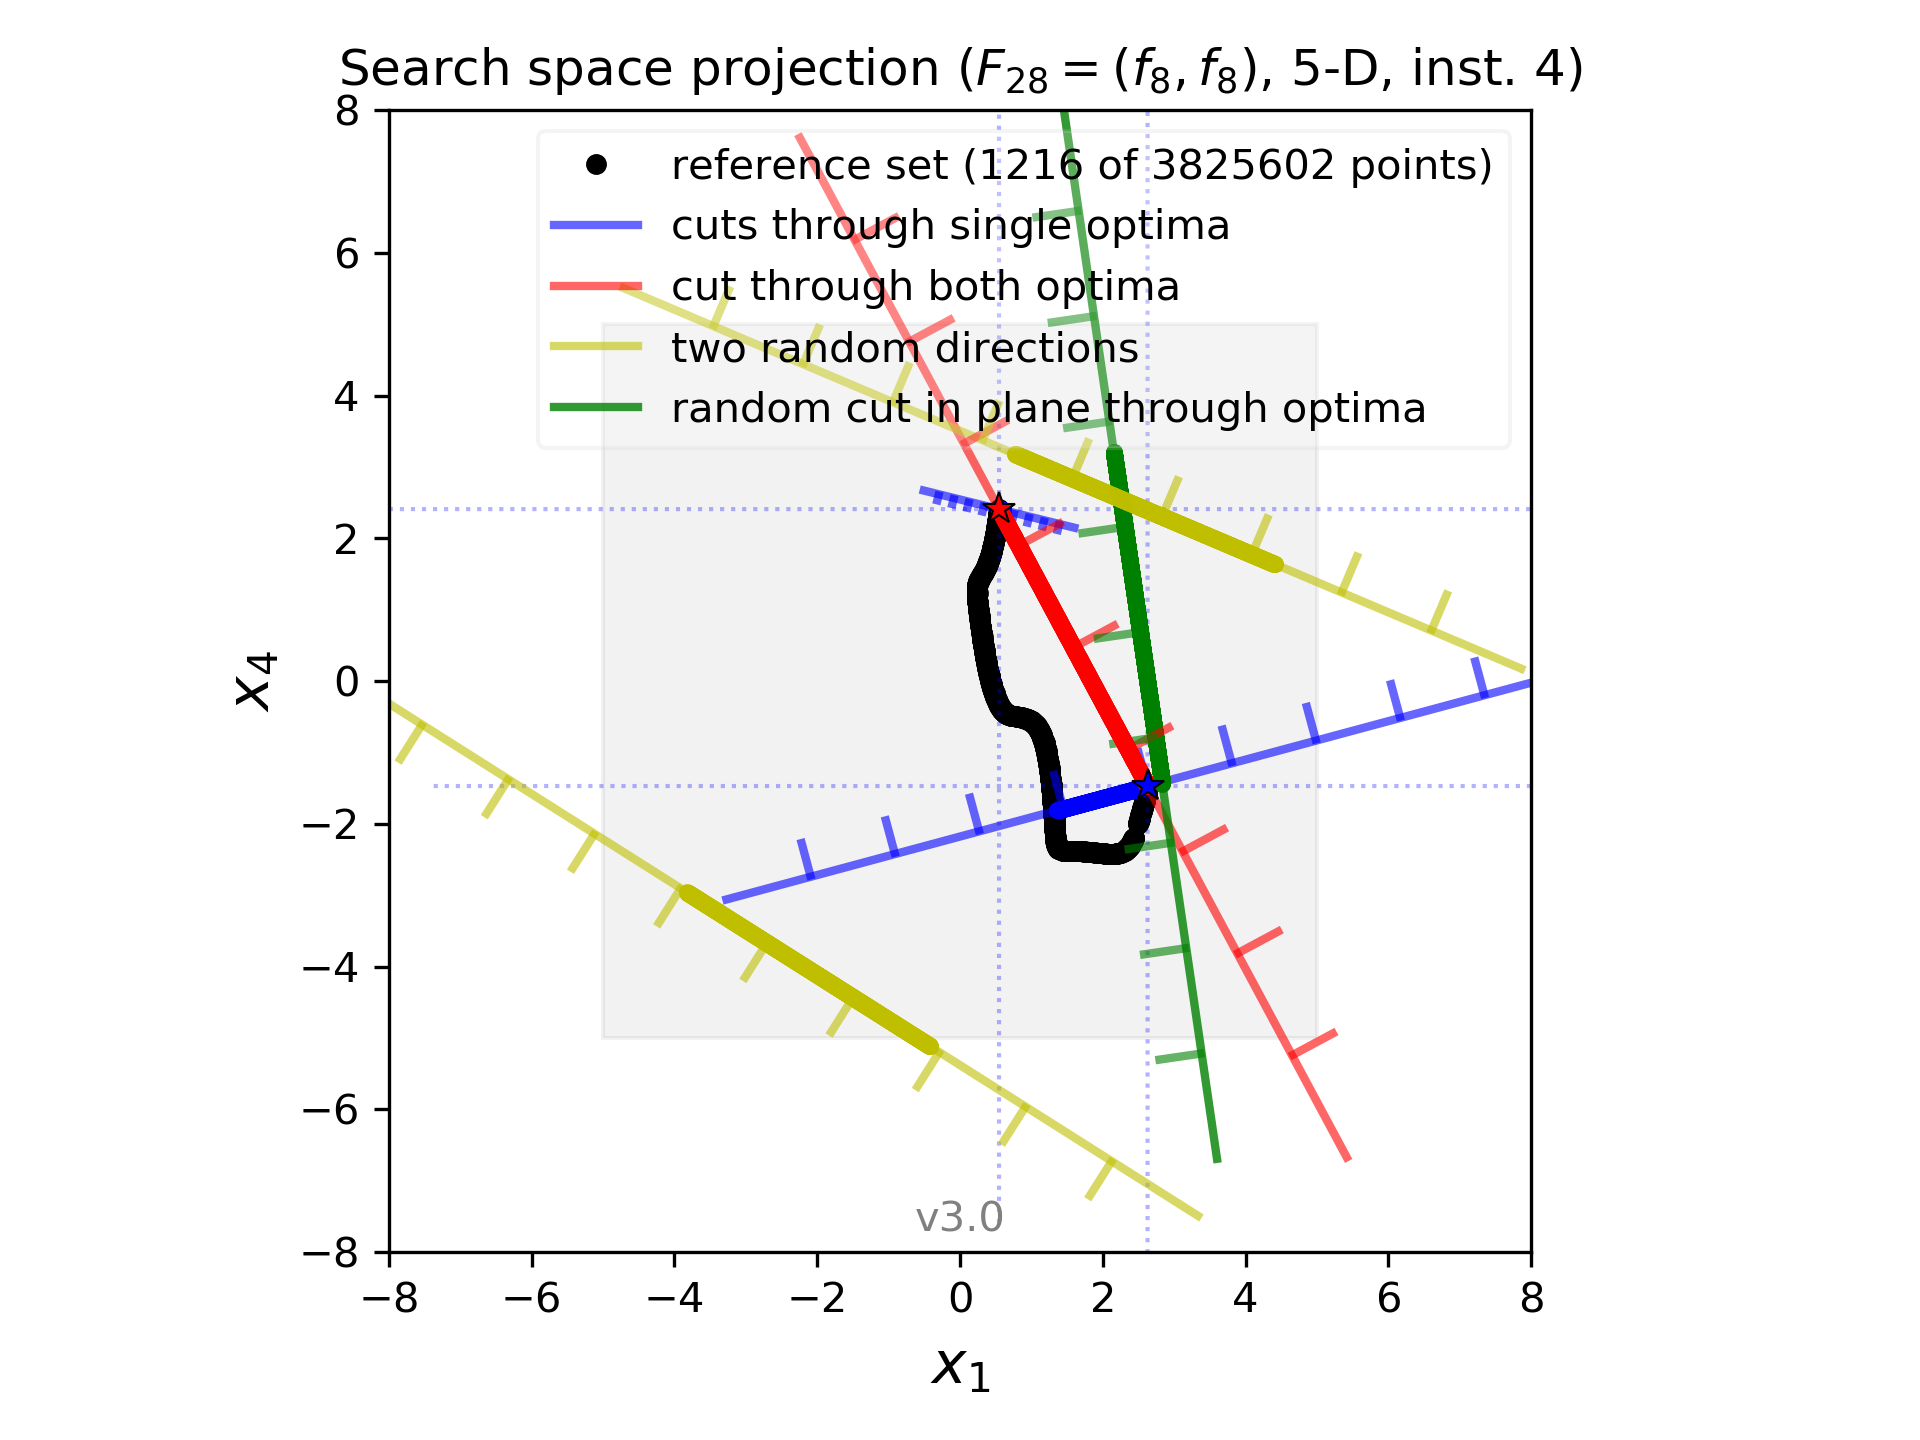 Search space projection (F₂₈ = (f₈, f₈), 5-D, inst. 4)
reference set (1216 of 3825602 points)
cuts through single optima
cut through both optima
two random directions
random cut in plane through optima
8
6
4
2
0
−2
−4
−6
−8
x₄
v3.0
−8 −6 −4 −2 0 2 4 6 8
x₁